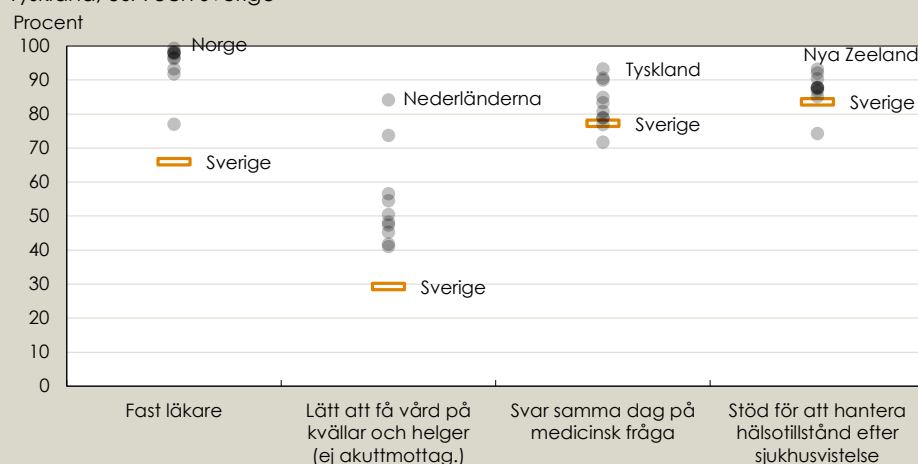 Procent
100
90
80
70
60
50
40
30
20
10
0
Norge
Sverige
Nederländerna
Sverige
Tyskland
Sverige
Nya Zeeland
Sverige
Fast läkare
Lätt att få vård på
kvällar och helger
(ej akuttmottag.)
Svar samma dag på
medicinsk fråga
Stöd för att hantera
hälsotillstånd efter
sjukhusvistelse